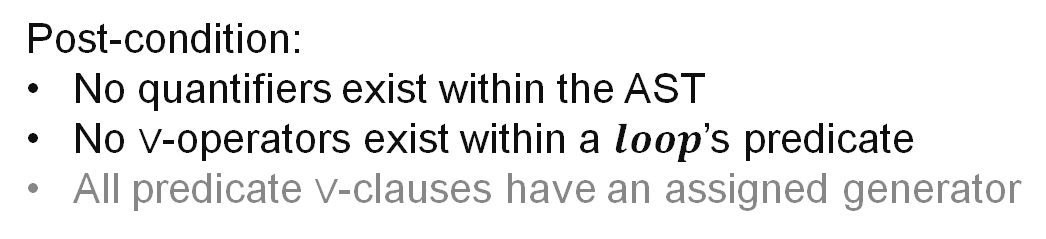 Post-condition:
• No quantifiers exist within the AST
• No ∨-operators exist within a loop's predicate
• All predicate ∨-clauses have an assigned generator